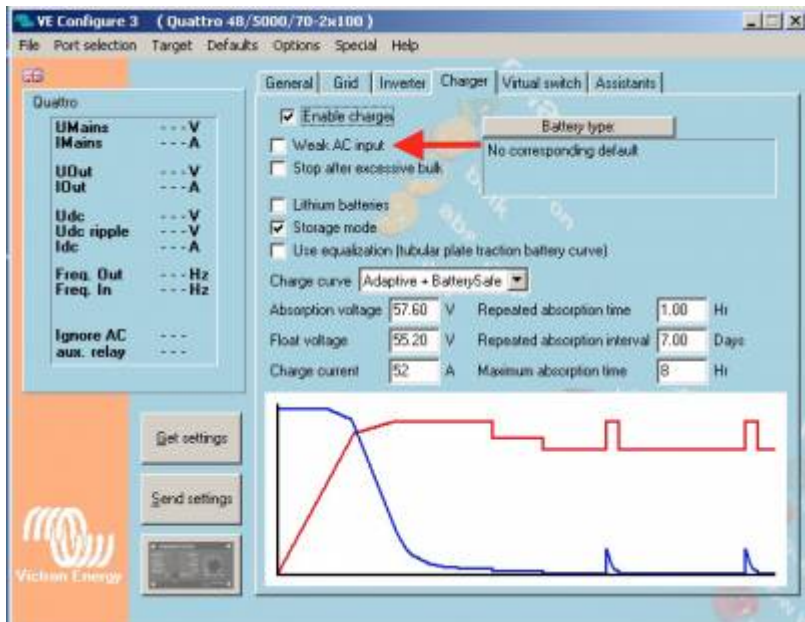 VE Configure 3 ( Quattro 48/5000/70-2x100 )
File Port selection Target Defaults Options Special Help
General Grid Inverter Charger Virtual switch Assistants
Quattro
UMains ---V
IMains ---A
UOut ---V
IOut ---A
Udc ---V
Udc ripple ---V
Idc ---A
Freq. Out ---Hz
Freq. In ---Hz
Ignore AC ---
aux. relay ---
Enable charger
Weak AC input
Stop after excessive bulk
Lithium batteries
Storage mode
Use equalization (tubular plate traction battery curve)
Battery type:
No corresponding default
Charge curve Adaptive + BatterySafe
Absorption voltage 57.60 V Repeated absorption time 1.00 Hr
Float voltage 55.20 V Repeated absorption interval 7.00 Days
Charge current 52 A Maximum absorption time 8 Hr
Get settings
Send settings
Victron Energy